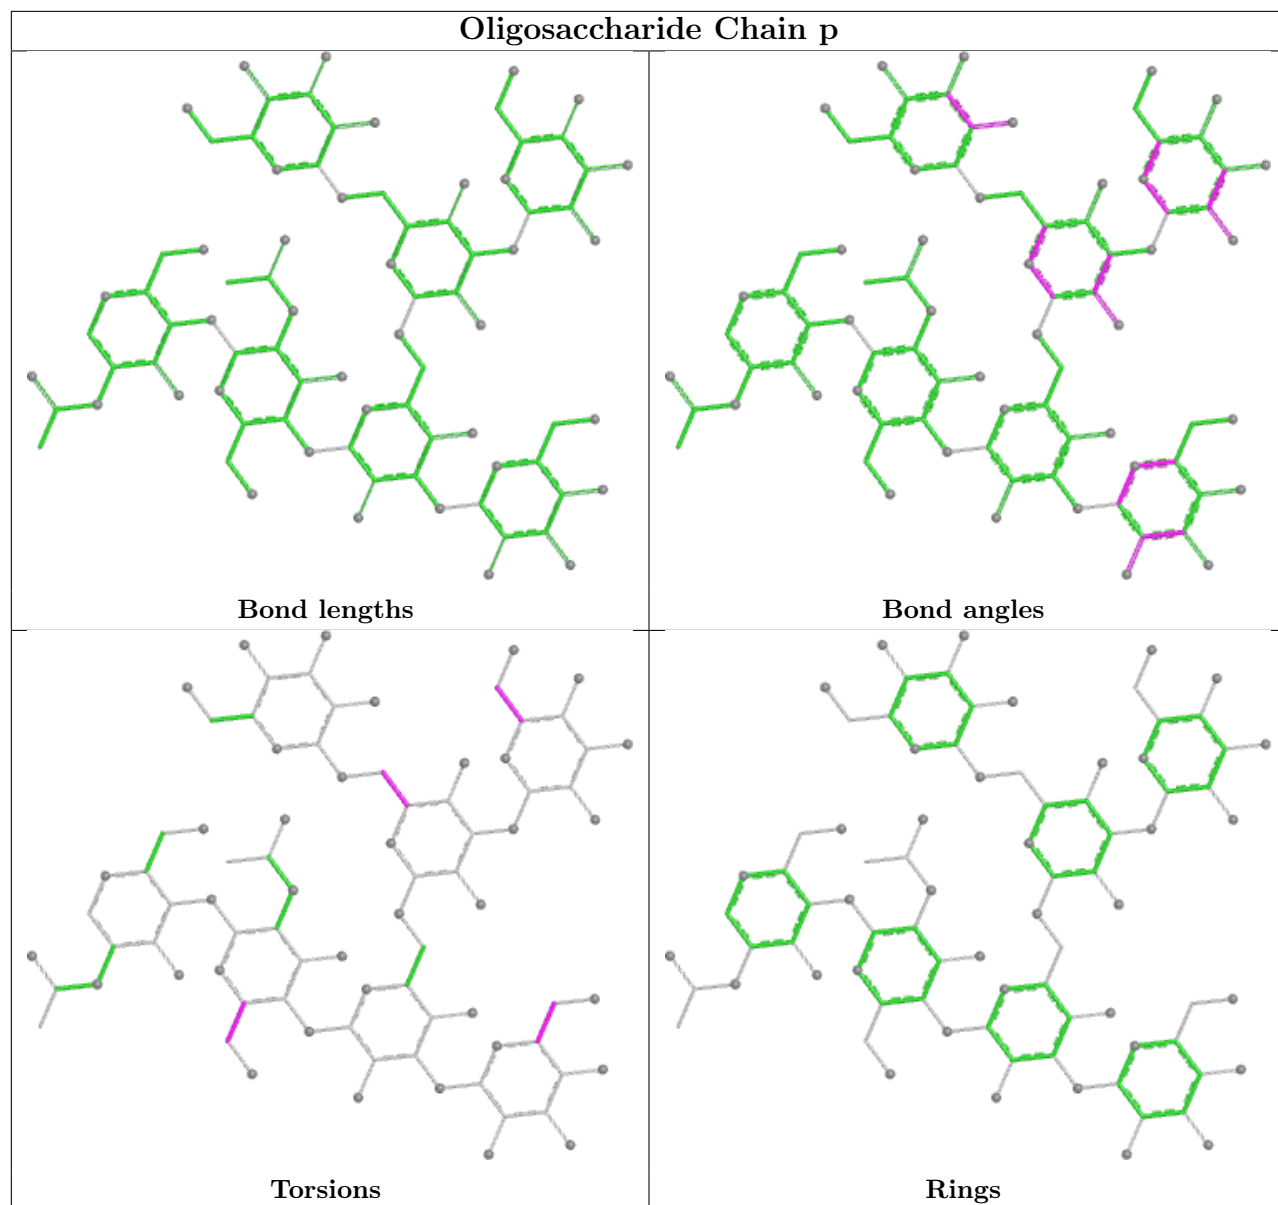 Oligosaccharide Chain p
Bond lengths
Bond angles
Torsions
Rings